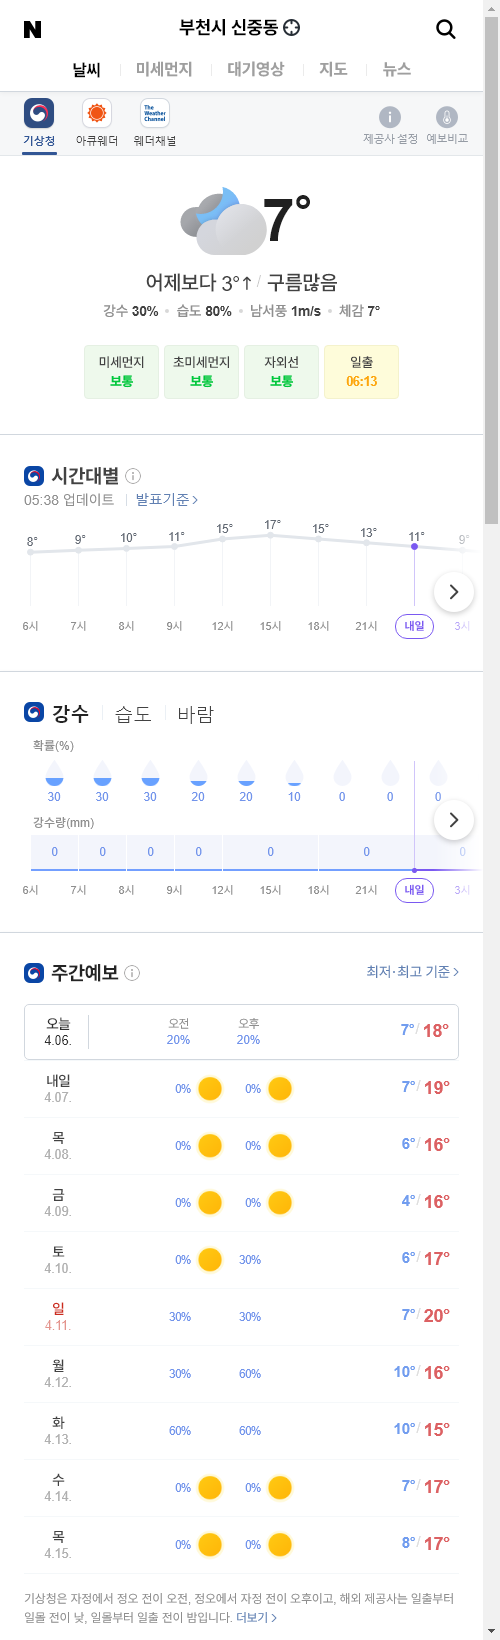 N 부천시 신중동
날씨 미세먼지 대기영상 지도 뉴스
The Weather Channel
기상청 아큐웨더 웨더채널 제공사 설정 예보비교
7°
어제보다 3°↑ / 구름많음
강수 30% 습도 80% 남서풍 1m/s 체감 7°
미세먼지 초미세먼지 자외선 일출
보통 보통 보통 06:13
시간대별
05:38 업데이트 발표기준 >
8° 9° 10° 11° 15° 17° 15° 13° 11° 9°
6시 7시 8시 9시 12시 15시 18시 21시 내일 3시
강수 습도 바람
확률(%)
30 30 30 20 20 10 0 0 0
강수량(mm)
0 0 0 0 0 0 0
6시 7시 8시 9시 12시 15시 18시 21시 내일 3시
주간예보 최저·최고 기준 >
오늘 오전 오후
4.06. 20% 20% 7° / 18°
내일
4.07. 0% 0% 7° / 19°
목
4.08. 0% 0% 6° / 16°
금
4.09. 0% 0% 4° / 16°
토
4.10. 0% 30% 6° / 17°
일
4.11. 30% 30% 7° / 20°
월
4.12. 30% 60% 10° / 16°
화
4.13. 60% 60% 10° / 15°
수
4.14. 0% 0% 7° / 17°
목
4.15. 0% 0% 8° / 17°
기상청은 자정에서 정오 전이 오전, 정오에서 자정 전이 오후이고, 해외 제공사는 일출부터
일몰 전이 낮, 일몰부터 일출 전이 밤입니다. 더보기 >